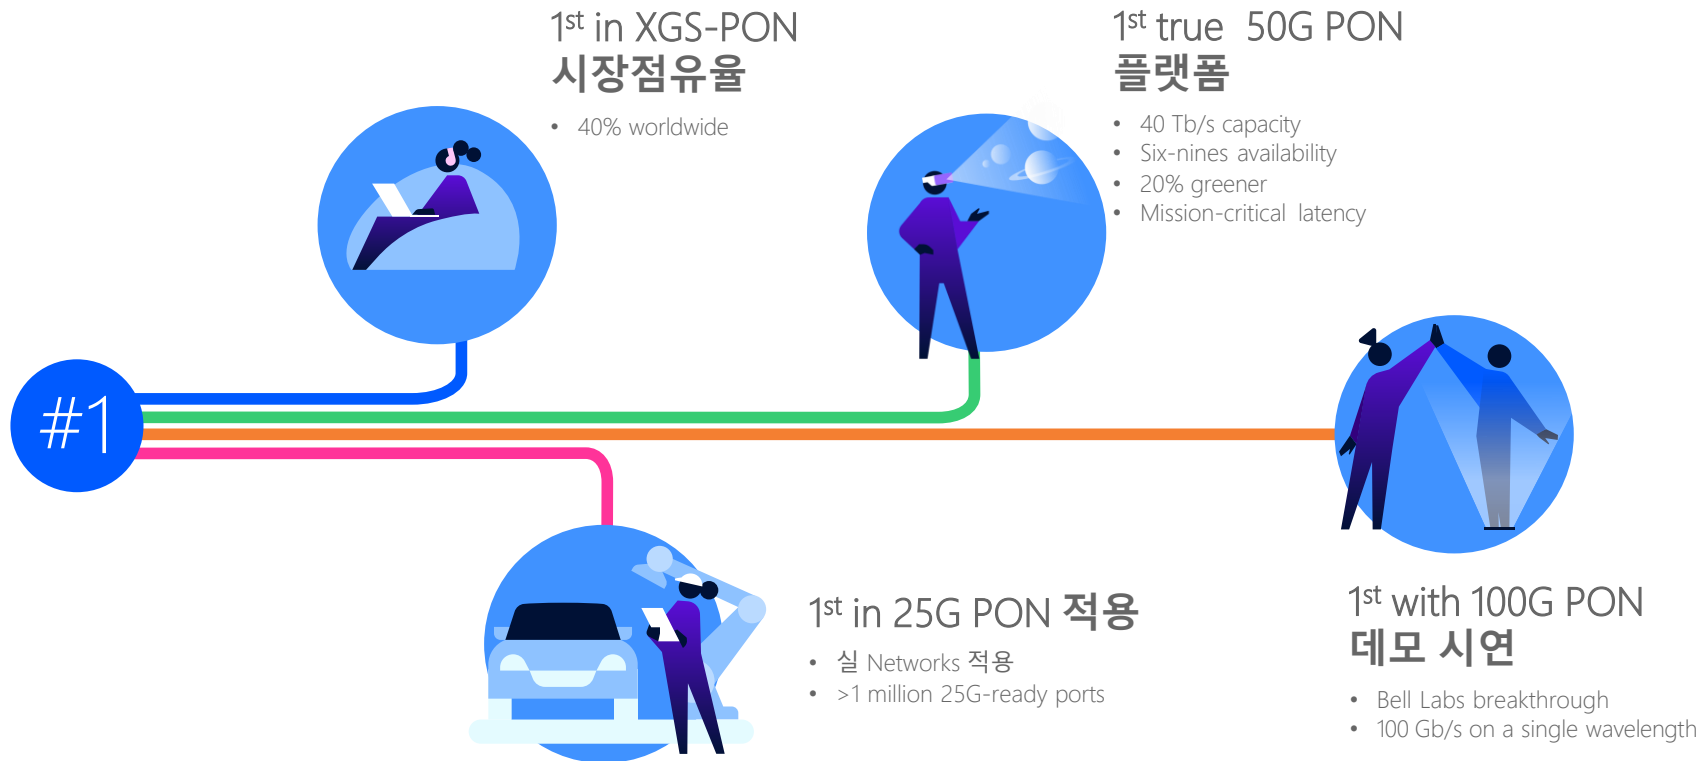 1st in XGS-PON
시장점유율
• 40% worldwide
1st true 50G PON
플랫폼
• 40 Tb/s capacity
• Six-nines availability
• 20% greener
• Mission-critical latency
#1
1st in 25G PON 적용
• 실 Networks 적용
• >1 million 25G-ready ports
1st with 100G PON
데모 시연
• Bell Labs breakthrough
• 100 Gb/s on a single wavelength